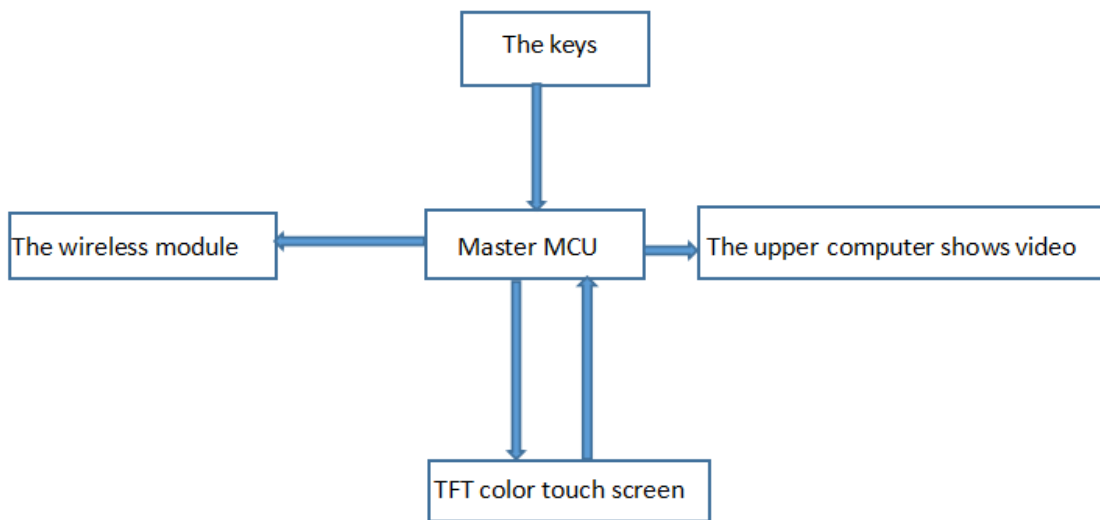 The keys
The wireless module
Master MCU
The upper computer shows video
TFT color touch screen